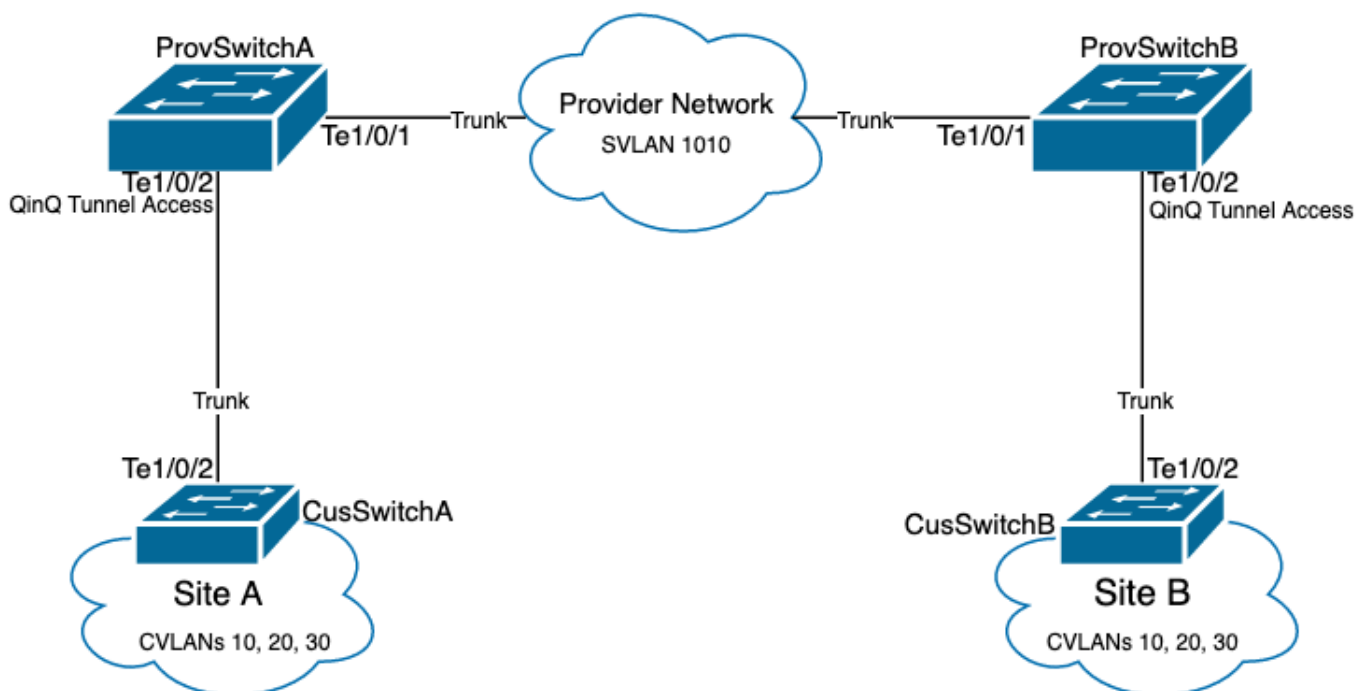 ProvSwitchA
ProvSwitchB
Provider Network
SVLAN 1010
Te1/0/1
Trunk
Trunk
Te1/0/1
Te1/0/2
QinQ Tunnel Access
Te1/0/2
QinQ Tunnel Access
Trunk
Trunk
Te1/0/2
Te1/0/2
CusSwitchA
CusSwitchB
Site A
Site B
CVLANs 10, 20, 30
CVLANs 10, 20, 30